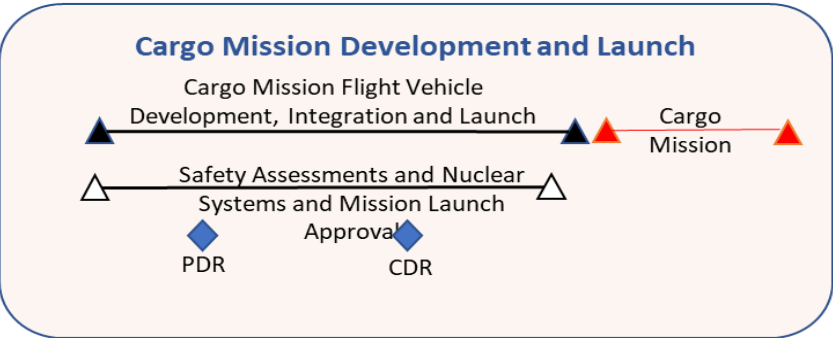 Cargo Mission Development and Launch
Cargo Mission Flight Vehicle
Development, Integration and Launch
Cargo
Mission
Safety Assessments and Nuclear
Systems and Mission Launch
Approval
PDR
CDR